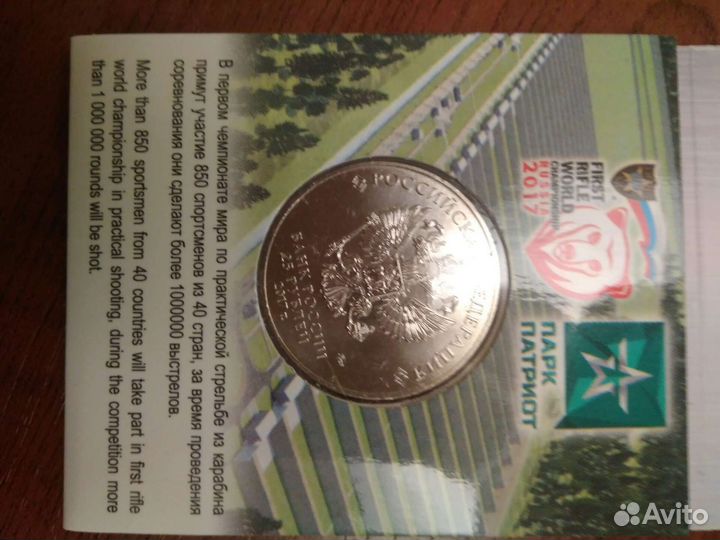 FIRST
RIFLE
WORLD
CHAMPIONSHIP
RUSSIA
2017
ПАРК
ПАТРИОТ
РОССИЙСКАЯ ФЕДЕРАЦИЯ
БАНК РОССИИ
25 РУБЛЕЙ
2017 г.
В первом чемпионате мира по практической стрельбе из карабина
примут участие 850 спортсменов из 40 стран, за время проведения
соревнования они сделают более 1000000 выстрелов.
More than 850 sportsmen from 40 countries will take part in first rifle
world championship in practical shooting, during the competition more
than 1 000 000 rounds will be shot.
Avito